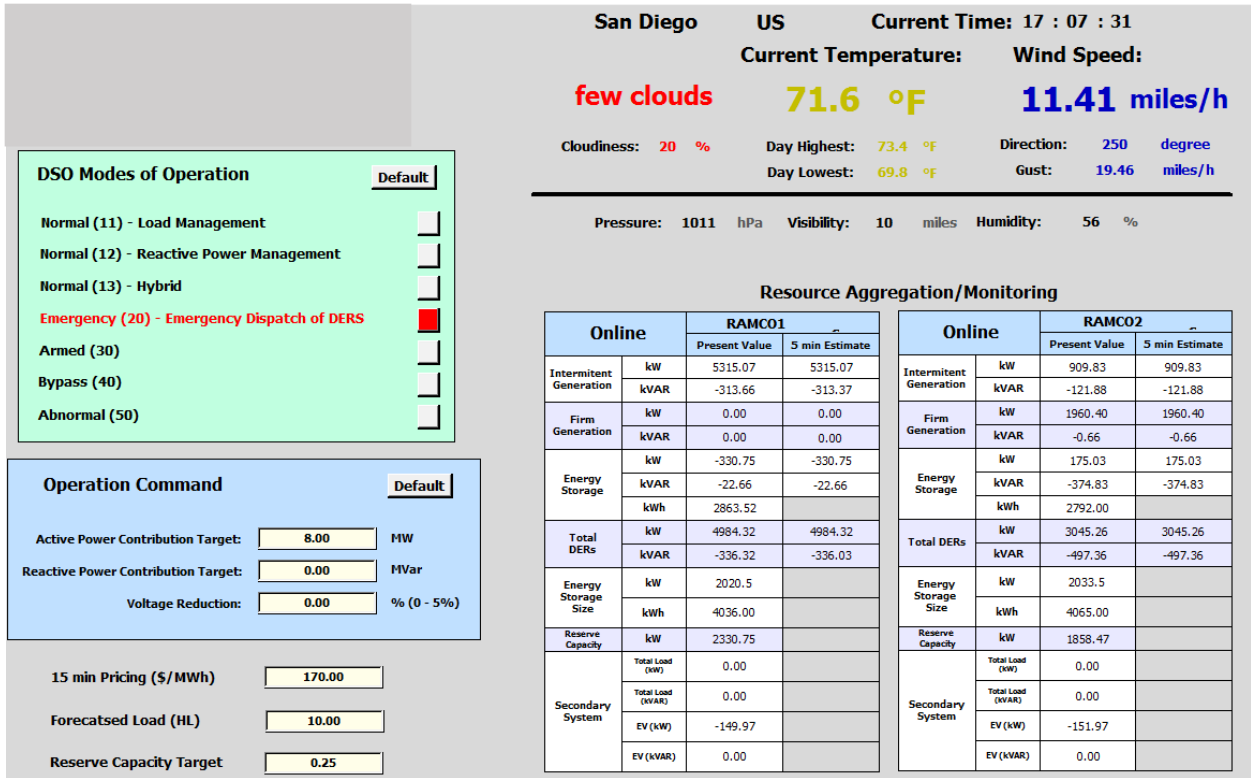 San Diego US Current Time: 17 : 07 : 31
Current Temperature: Wind Speed:
few clouds 71.6 °F 11.41 miles/h
Cloudiness: 20 % Day Highest: 73.4 °F Direction: 250 degree
Day Lowest: 69.8 °F Gust: 19.46 miles/h
Pressure: 1011 hPa Visibility: 10 miles Humidity: 56 %
DSO Modes of Operation Default
Normal (11) - Load Management
Normal (12) - Reactive Power Management
Normal (13) - Hybrid
Emergency (20) - Emergency Dispatch of DERS
Armed (30)
Bypass (40)
Abnormal (50)
Operation Command Default
Active Power Contribution Target: 8.00 MW
Reactive Power Contribution Target: 0.00 MVar
Voltage Reduction: 0.00 % (0 - 5%)
15 min Pricing ($/MWh) 170.00
Forecatsed Load (HL) 10.00
Reserve Capacity Target 0.25
Resource Aggregation/Monitoring
Online RAMCO1
Present Value 5 min Estimate
Intermitent Generation kW 5315.07 5315.07
kVAR -313.66 -313.37
Firm Generation kW 0.00 0.00
kVAR 0.00 0.00
Energy Storage kW -330.75 -330.75
kVAR -22.66 -22.66
kWh 2863.52
Total DERs kW 4984.32 4984.32
kVAR -336.32 -336.03
Energy Storage Size kW 2020.5
kWh 4036.00
Reserve Capacity kW 2330.75
Secondary System Total Load (kW) 0.00
Total Load (kVAR) 0.00
EV (kW) -149.97
EV (kVAR) 0.00
Online RAMCO2
Present Value 5 min Estimate
Intermitent Generation kW 909.83 909.83
kVAR -121.88 -121.88
Firm Generation kW 1960.40 1960.40
kVAR -0.66 -0.66
Energy Storage kW 175.03 175.03
kVAR -374.83 -374.83
kWh 2792.00
Total DERs kW 3045.26 3045.26
kVAR -497.36 -497.36
Energy Storage Size kW 2033.5
kWh 4065.00
Reserve Capacity kW 1858.47
Secondary System Total Load (kW) 0.00
Total Load (kVAR) 0.00
EV (kW) -151.97
EV (kVAR) 0.00